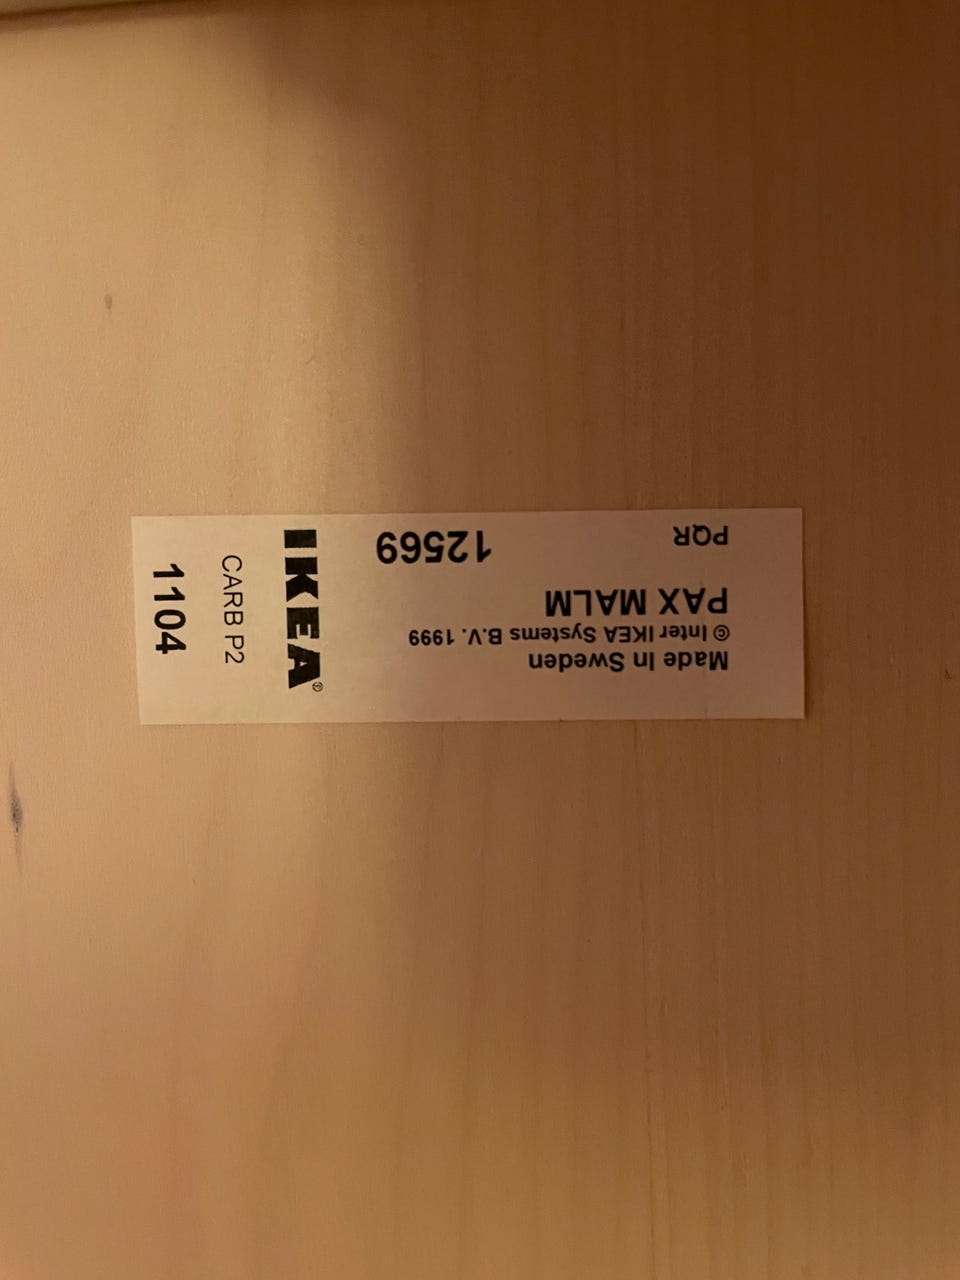 Made In Sweden
© Inter IKEA Systems B.V. 1999
PAX MALM
PQR 12569
IKEA®
CARB P2
1104